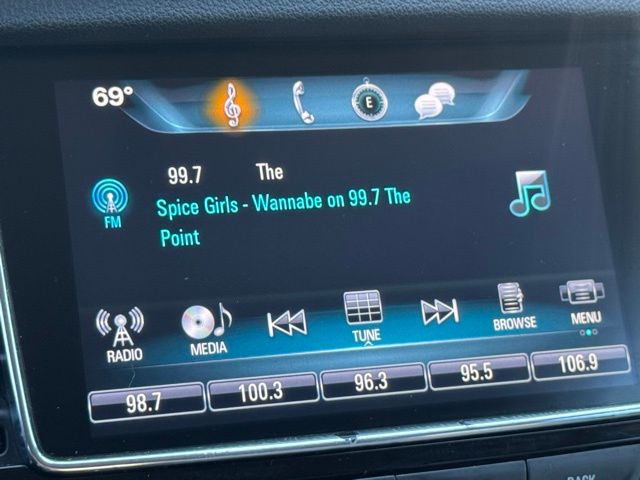 69°
E
99.7 The
FM
Spice Girls - Wannabe on 99.7 The
Point
RADIO
MEDIA
TUNE
BROWSE
MENU
98.7
100.3
96.3
95.5
106.9
BACK